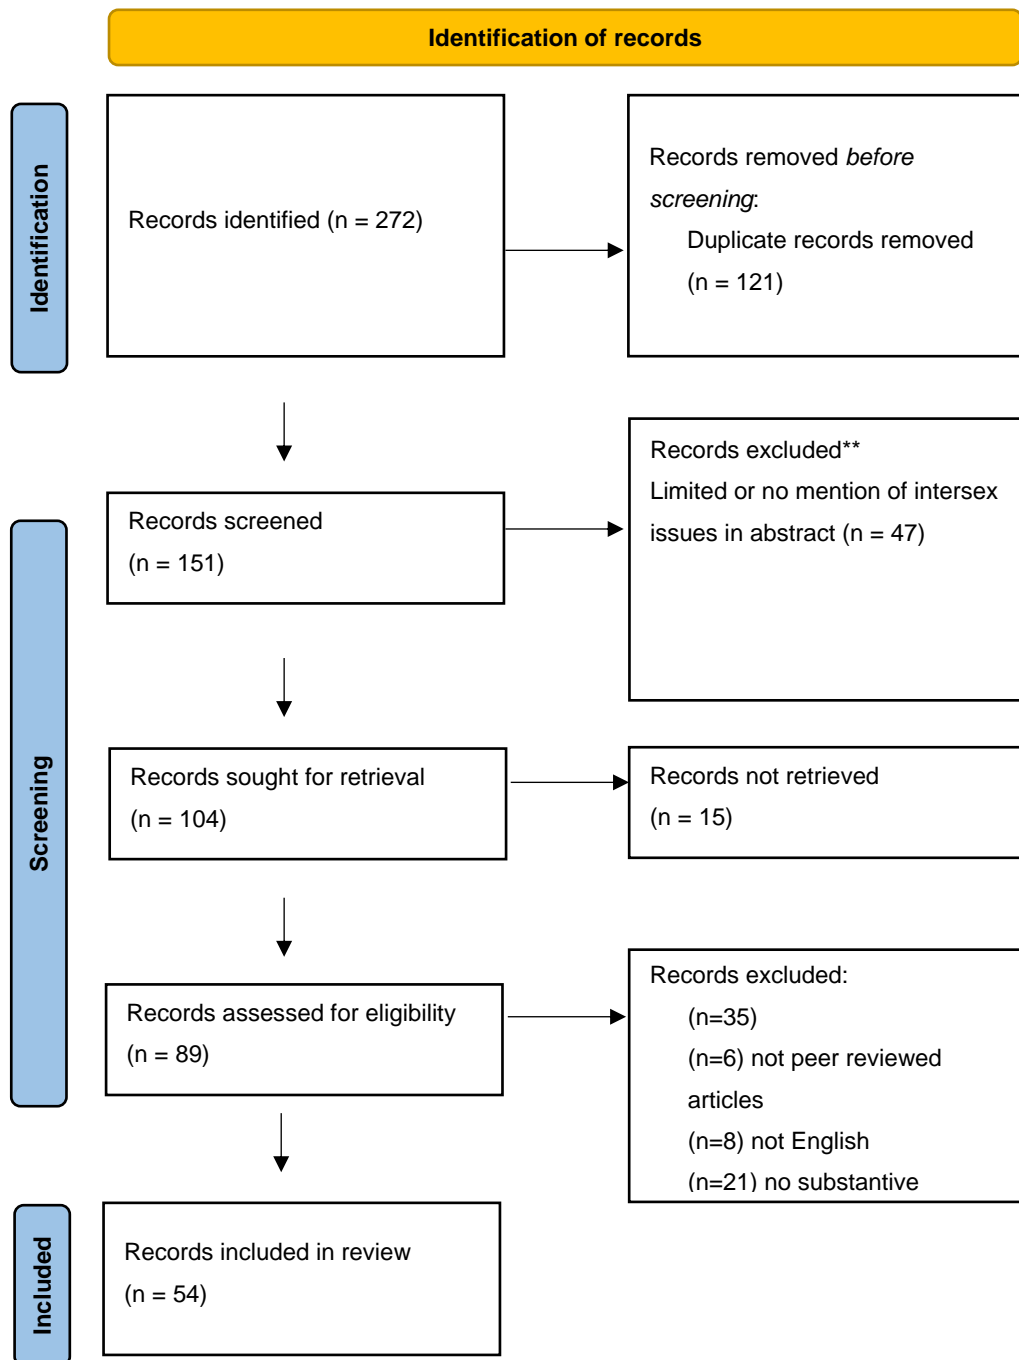 Identification of records
Identification
Records identified (n = 272)
Records removed before
screening:
Duplicate records removed
(n = 121)
Screening
Records screened
(n = 151)
Records excluded**
Limited or no mention of intersex
issues in abstract (n = 47)
Records sought for retrieval
(n = 104)
Records not retrieved
(n = 15)
Records assessed for eligibility
(n = 89)
Records excluded:
(n=35)
(n=6) not peer reviewed
articles
(n=8) not English
(n=21) no substantive
Included
Records included in review
(n = 54)